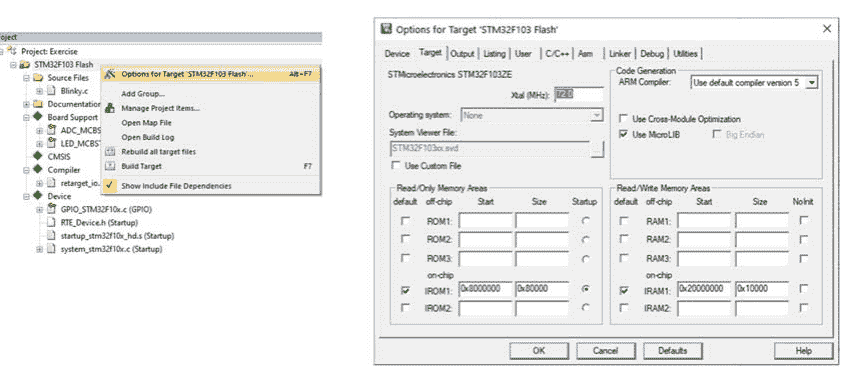 oject
Project: Exercise
STM32F103 Flash
Source Files
Blinky.c
Documentation
Board Support
ADC_MCBS
LED_MCBST
CMSIS
Compiler
retarget_io.
Device
GPIO_STM32F10x.c (GPIO)
RTE_Device.h (Startup)
startup_stm32f10x_hd.s (Startup)
system_stm32f10x.c (Startup)
Options for Target 'STM32F103 Flash'... Alt+F7
Add Group...
Manage Project Items...
Open Map File
Open Build Log
Rebuild all target files
Build Target F7
Show Include File Dependencies
Options for Target 'STM32F103 Flash'
Device Target Output Listing User C/C++ Asm Linker Debug Utilities
STMicroelectronics STM32F103ZE
Xtal (MHz): 72.0
Operating system: None
System Viewer File:
STM32F103xx.svd
...
Use Custom File
Code Generation
ARM Compiler: Use default compiler version 5
Use Cross-Module Optimization
Use MicroLIB Big Endian
Read/Only Memory Areas
default off-chip Start Size Startup
ROM1:
ROM2:
ROM3:
on-chip
IROM1: 0x8000000 0x80000
IROM2:
Read/Write Memory Areas
default off-chip Start Size NoInit
RAM1:
RAM2:
RAM3:
on-chip
IRAM1: 0x20000000 0x10000
IRAM2:
OK Cancel Defaults Help